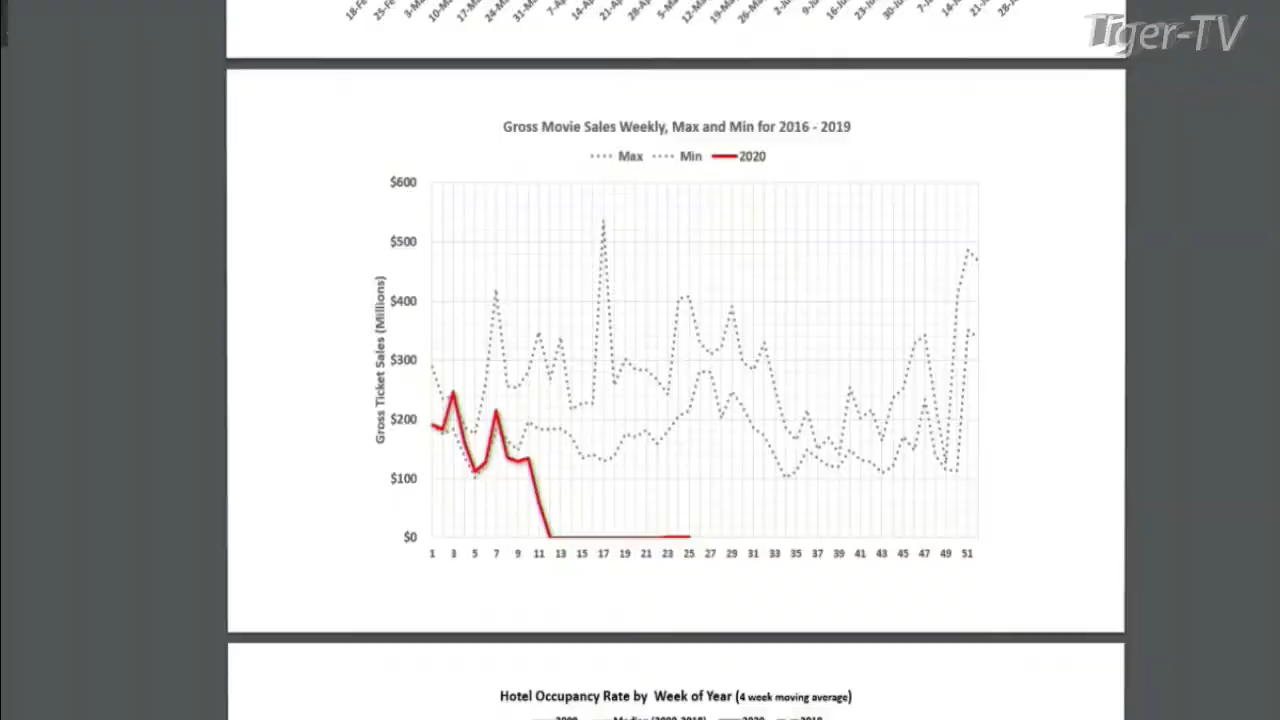 Tiger-TV
Gross Movie Sales Weekly, Max and Min for 2016 - 2019
Max Min 2020
Gross Ticket Sales (Millions)
$600
$500
$400
$300
$200
$100
$0
1 3 5 7 9 11 13 15 17 19 21 23 25 27 29 31 33 35 37 39 41 43 45 47 49 51
Hotel Occupancy Rate by Week of Year (4 week moving average)